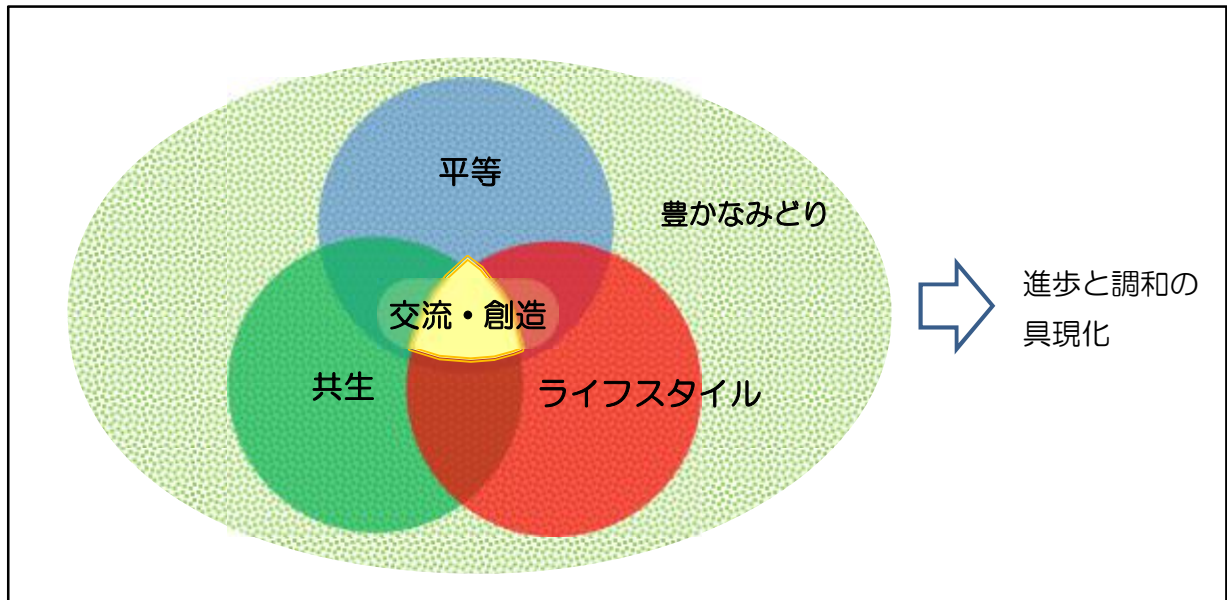 平等
豊かなみどり
進歩と調和の
具現化
交流・創造
共生
ライフスタイル